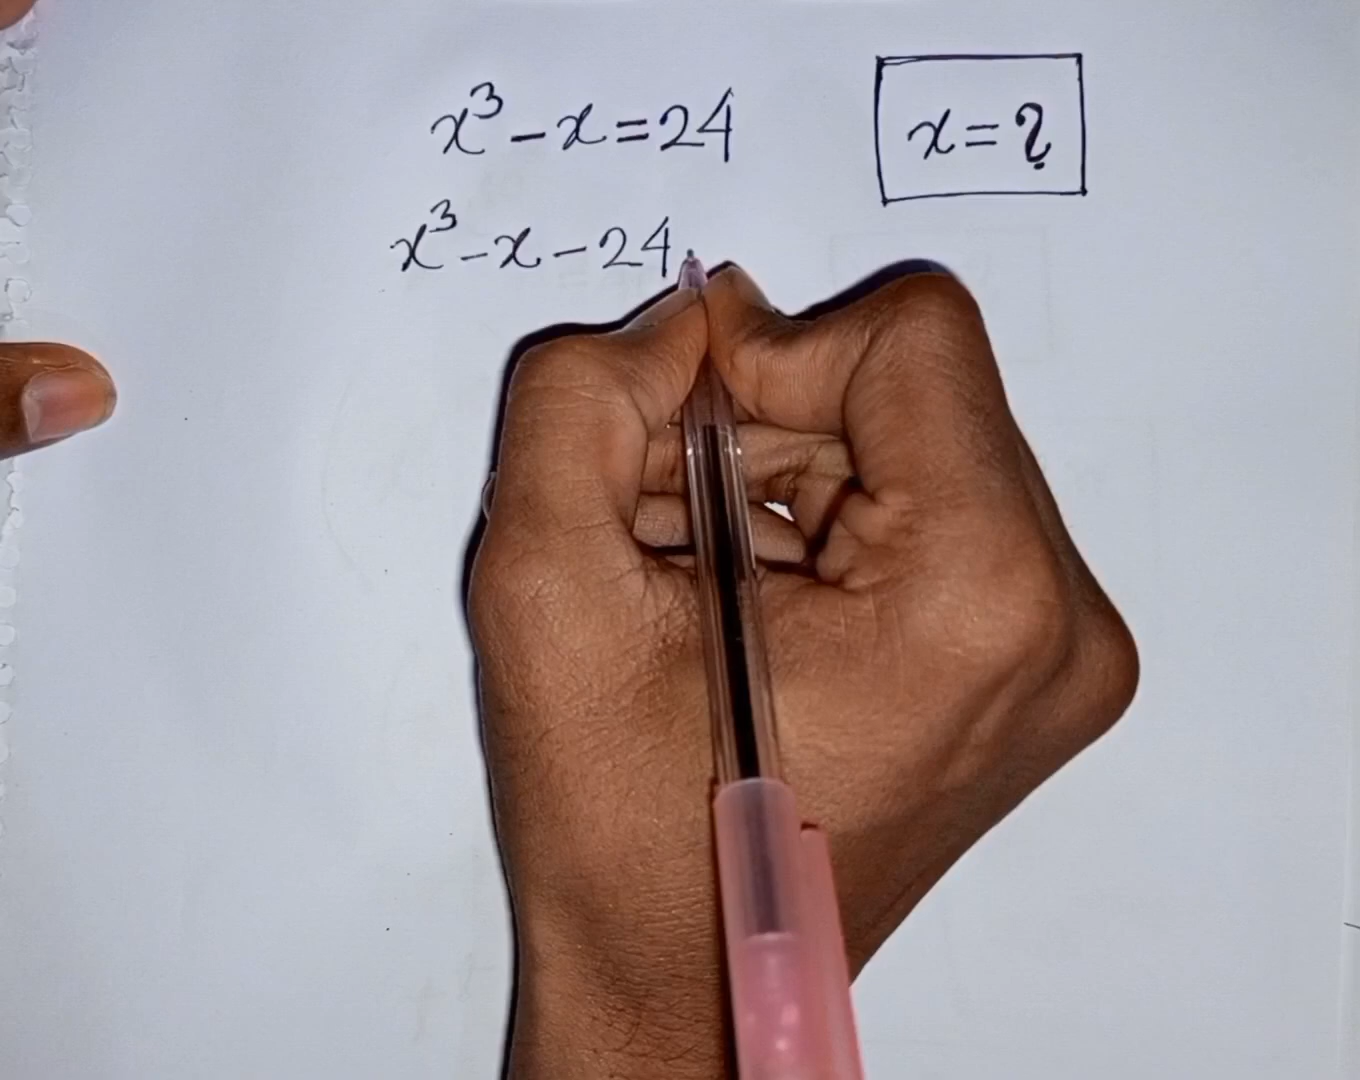 x³ - x = 24
x = ?
x³ - x - 24